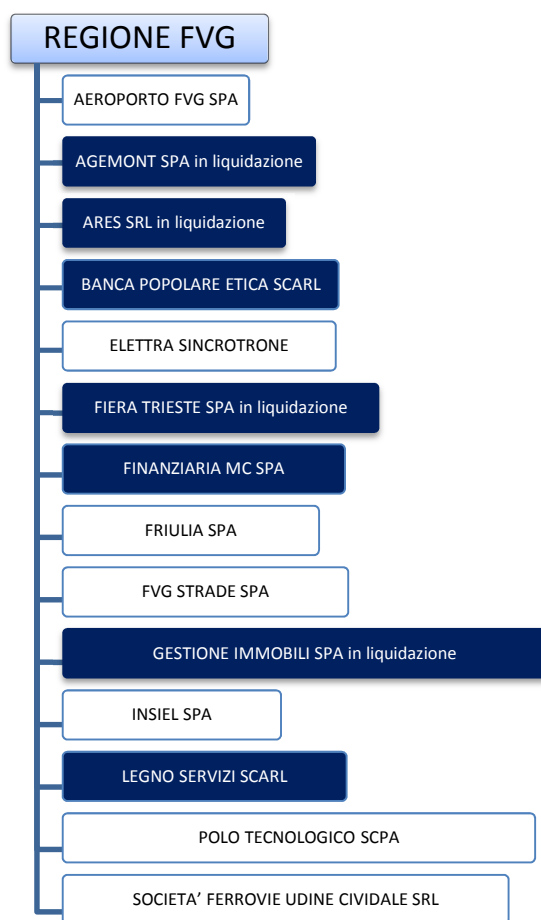 REGIONE FVG
AEROPORTO FVG SPA
AGEMONT SPA in liquidazione
ARES SRL in liquidazione
BANCA POPOLARE ETICA SCARL
ELETTRA SINCROTRONE
FIERA TRIESTE SPA in liquidazione
FINANZIARIA MC SPA
FRIULIA SPA
FVG STRADE SPA
GESTIONE IMMOBILI SPA in liquidazione
INSIEL SPA
LEGNO SERVIZI SCARL
POLO TECNOLOGICO SCPA
SOCIETA’ FERROVIE UDINE CIVIDALE SRL